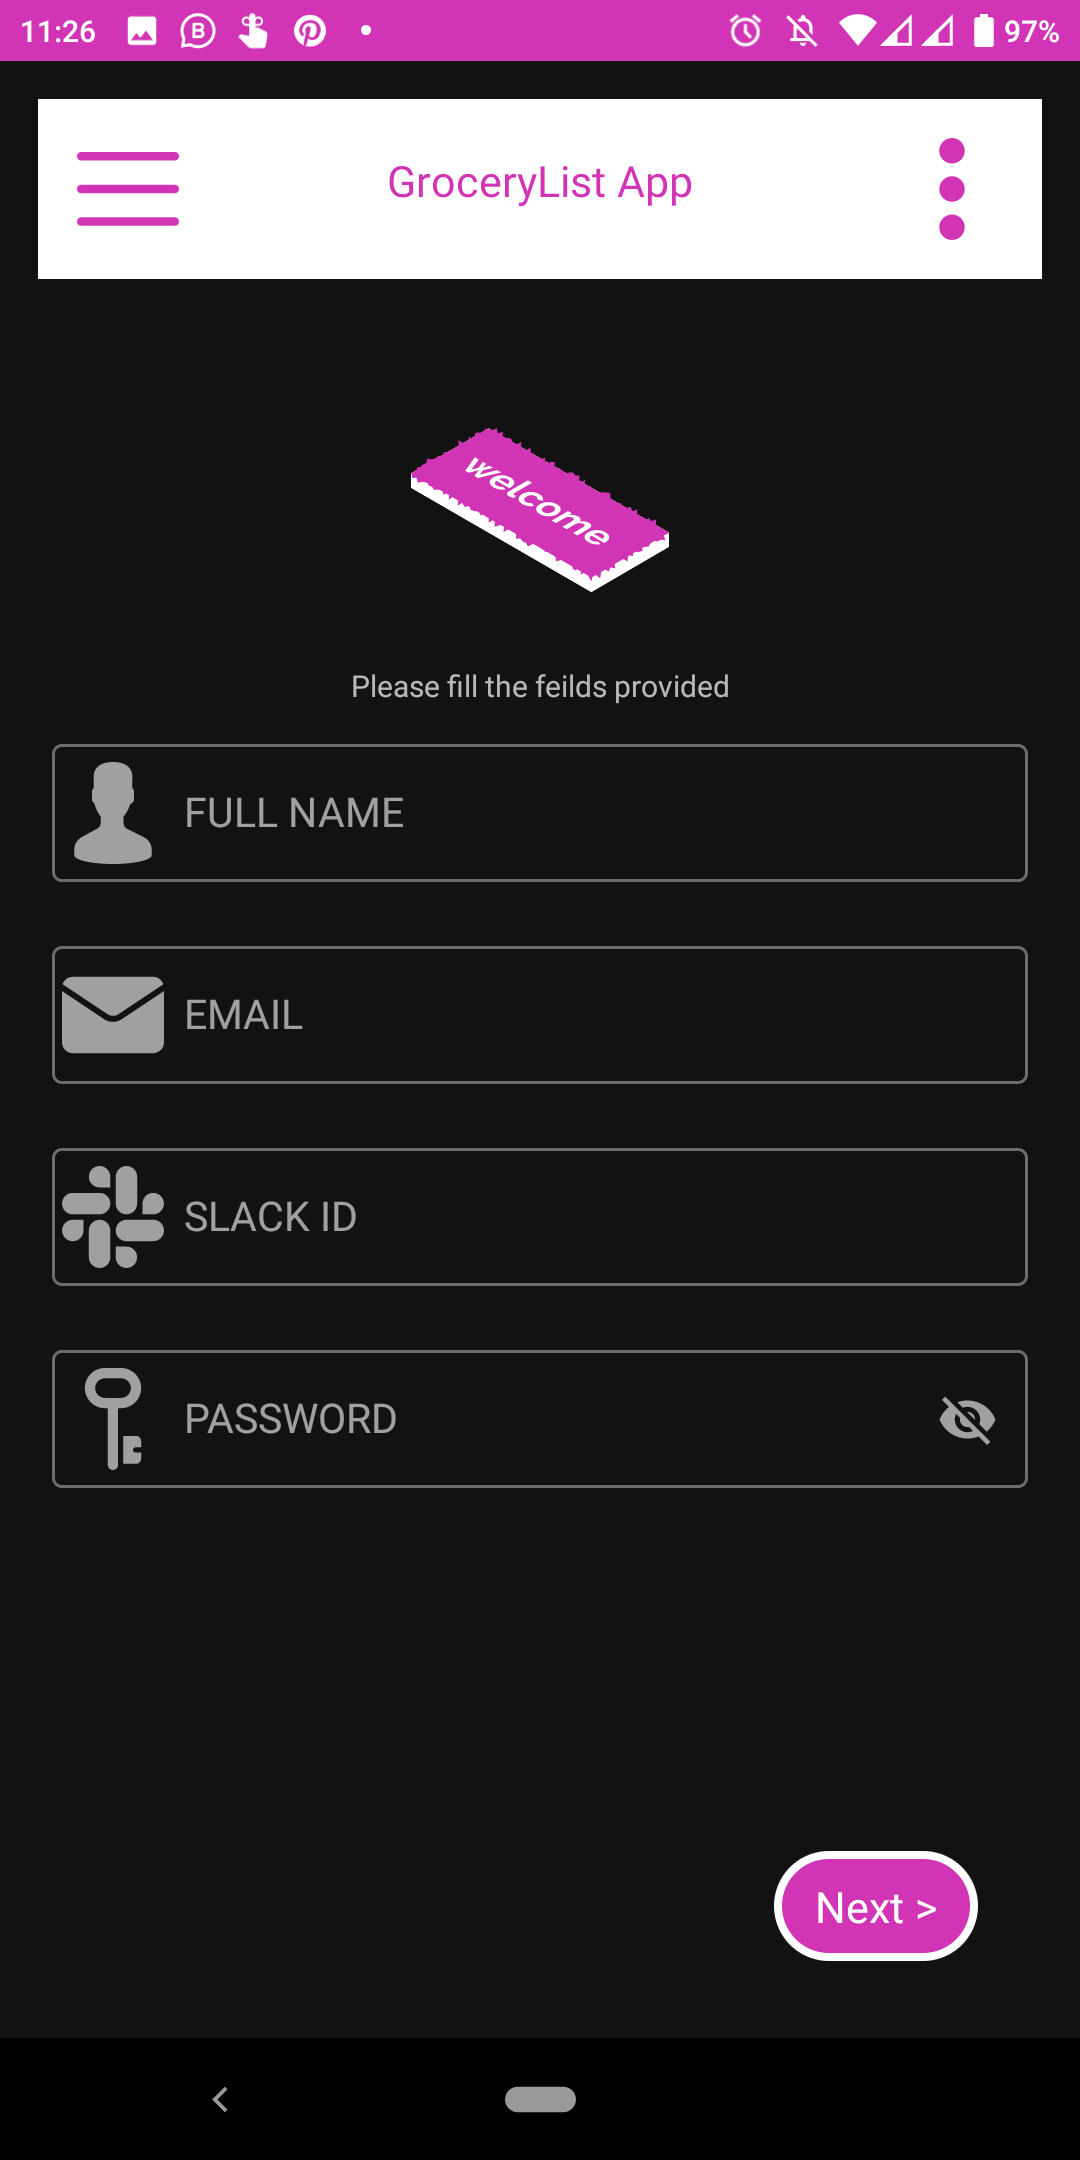 11:26
97%
GroceryList App
welcome
Please fill the feilds provided
FULL NAME
EMAIL
SLACK ID
PASSWORD
Next >